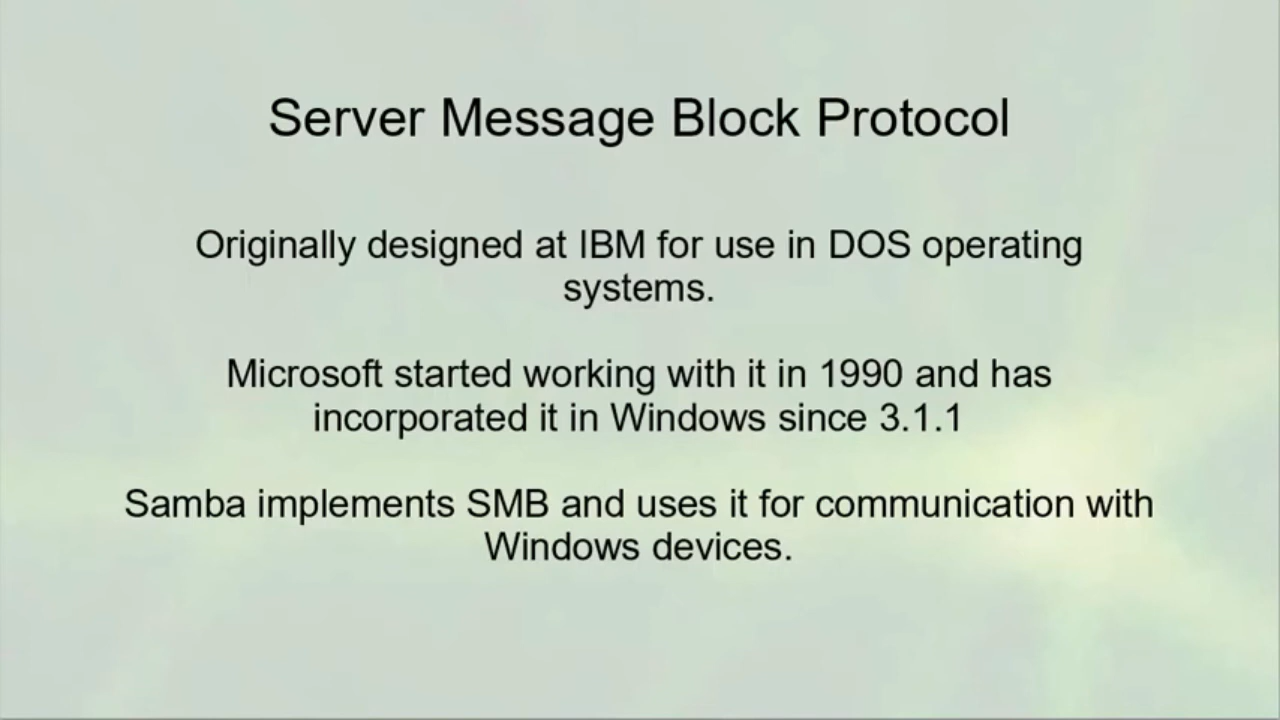 Server Message Block Protocol
Originally designed at IBM for use in DOS operating
systems.
Microsoft started working with it in 1990 and has
incorporated it in Windows since 3.1.1
Samba implements SMB and uses it for communication with
Windows devices.